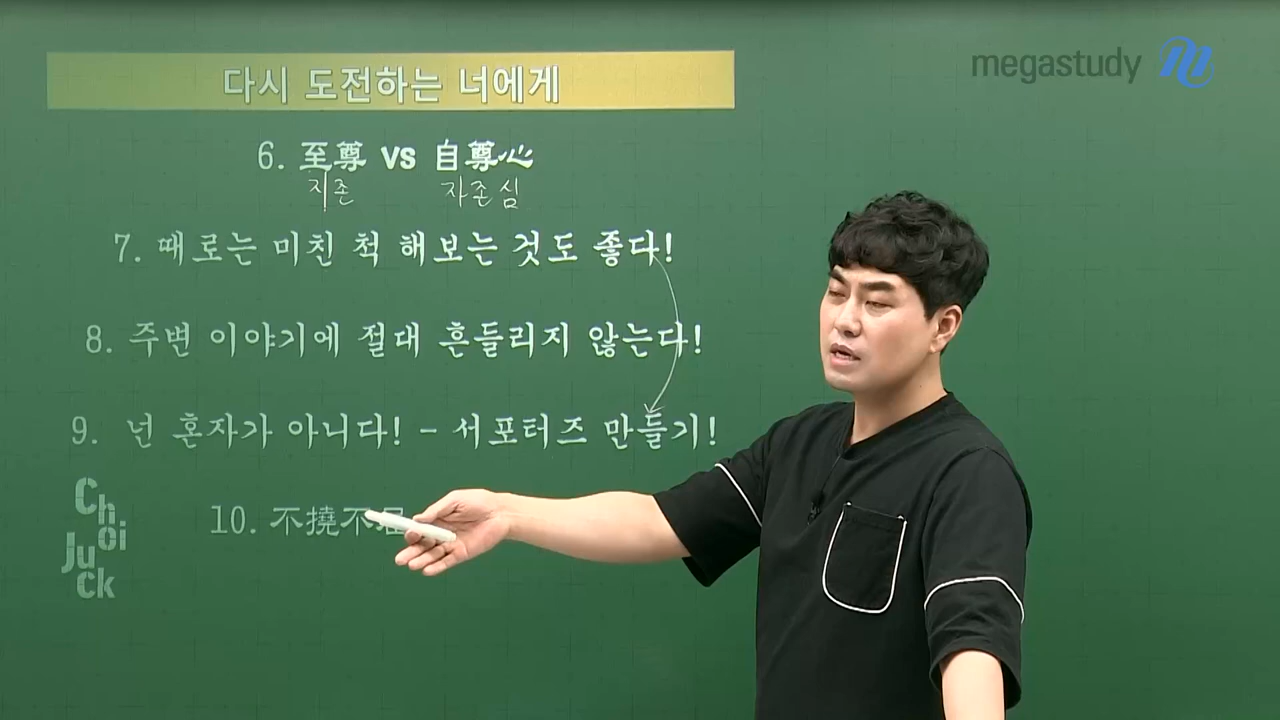 다시 도전하는 너에게
megastudy
6. 至尊 vs 自尊心
지존 자존심
7. 때로는 미친 척 해보는 것도 좋다!
8. 주변 이야기에 절대 흔들리지 않는다!
9. 넌 혼자가 아니다! - 서포터즈 만들기!
10. 不撓不
Choi
Juck